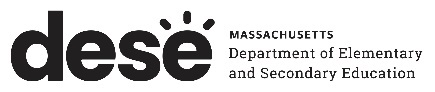 dese
MASSACHUSETTS
Department of Elementary
and Secondary Education